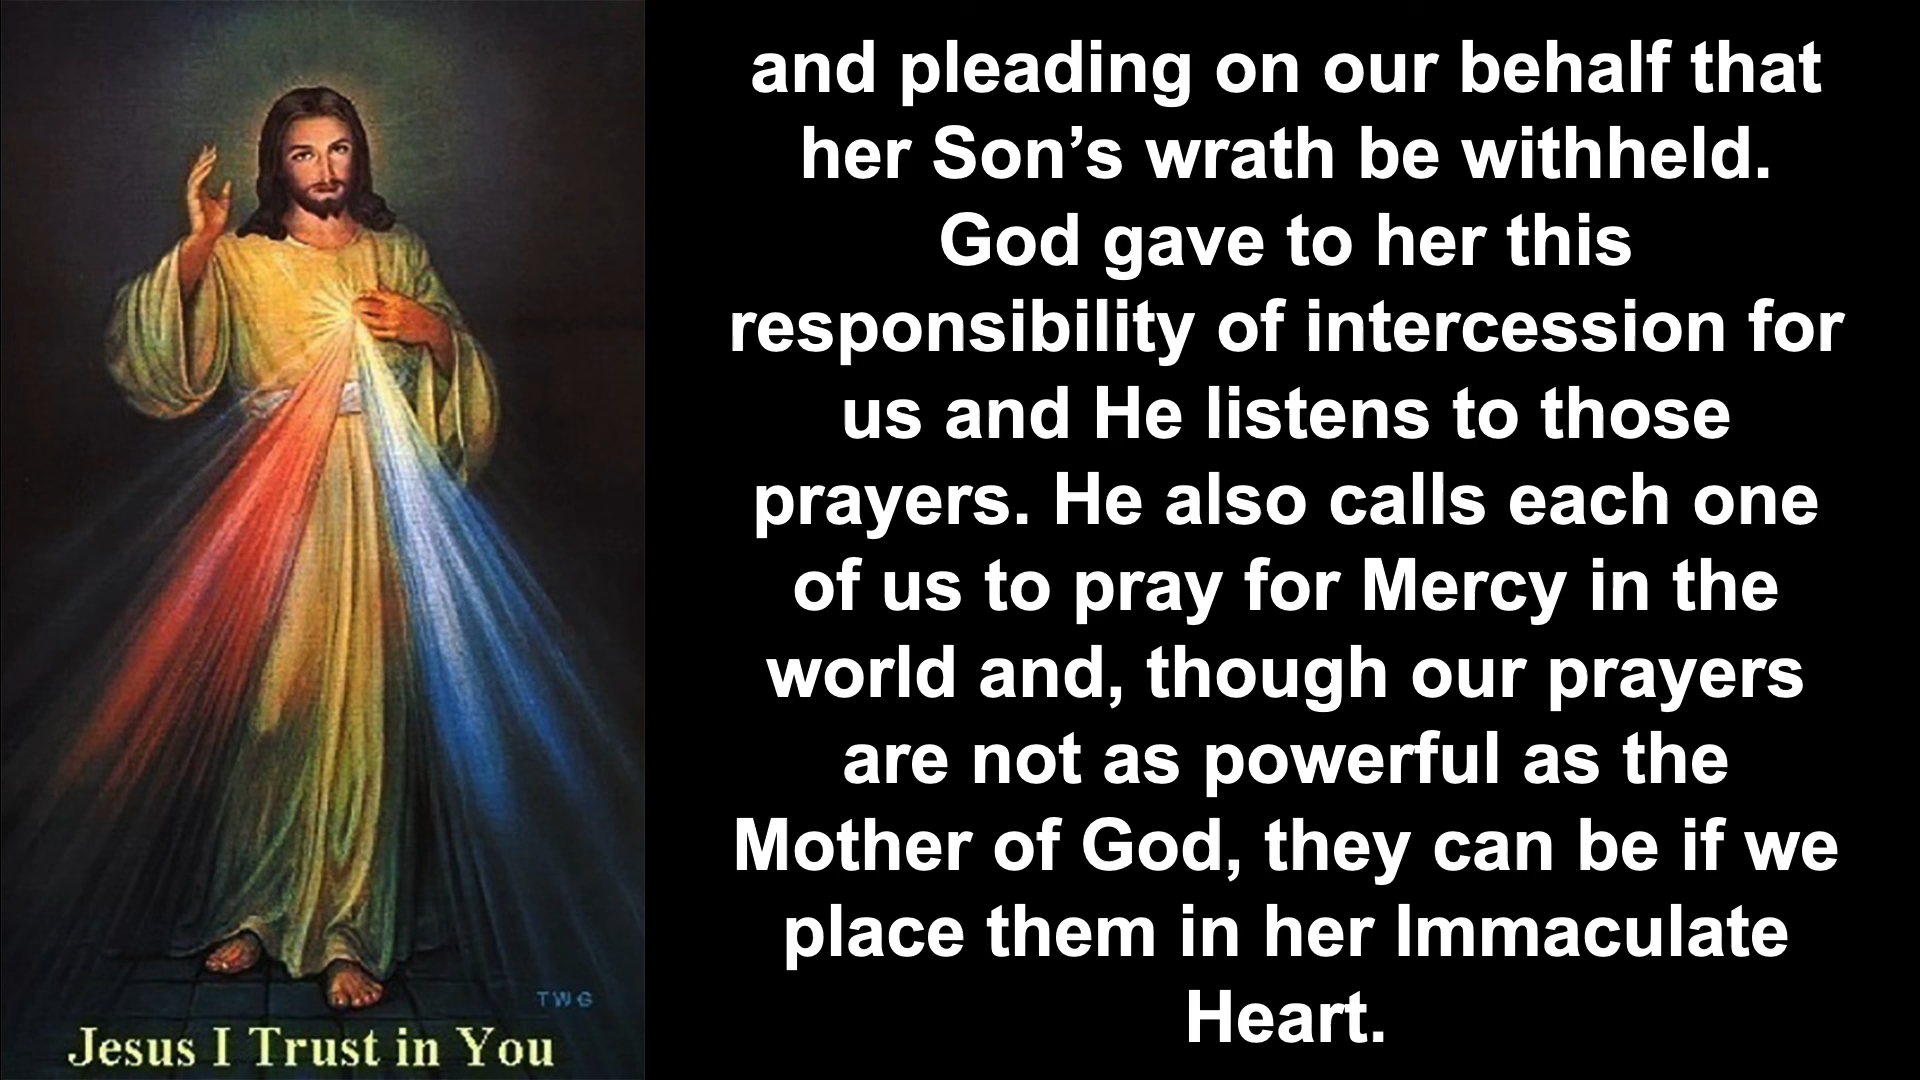 and pleading on our behalf that
her Son’s wrath be withheld.
God gave to her this
responsibility of intercession for
us and He listens to those
prayers. He also calls each one
of us to pray for Mercy in the
world and, though our prayers
are not as powerful as the
Mother of God, they can be if we
place them in her Immaculate
Heart.
TWG
Jesus I Trust in You